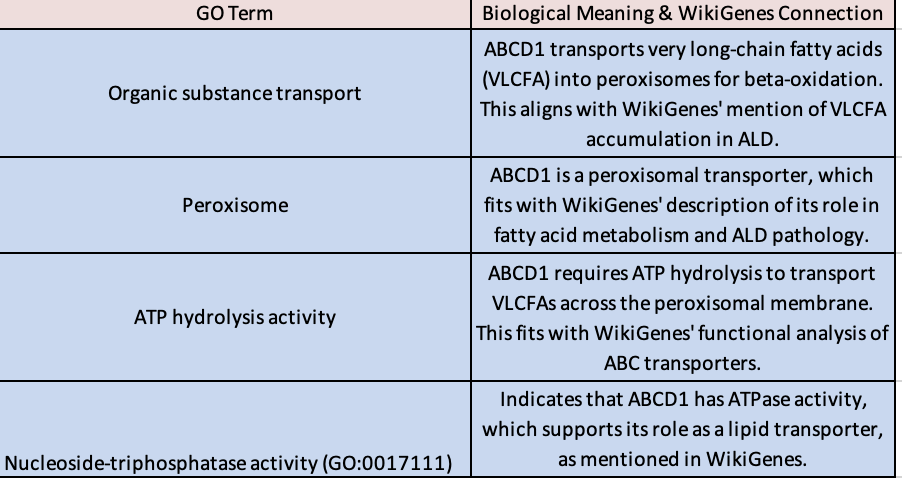 GO Term
Biological Meaning & WikiGenes Connection
Organic substance transport
ABCD1 transports very long-chain fatty acids
(VLCFA) into peroxisomes for beta-oxidation.
This aligns with WikiGenes' mention of VLCFA
accumulation in ALD.
Peroxisome
ABCD1 is a peroxisomal transporter, which
fits with WikiGenes' description of its role in
fatty acid metabolism and ALD pathology.
ATP hydrolysis activity
ABCD1 requires ATP hydrolysis to transport
VLCFAs across the peroxisomal membrane.
This fits with WikiGenes' functional analysis of
ABC transporters.
Nucleoside-triphosphatase activity (GO:0017111)
Indicates that ABCD1 has ATPase activity,
which supports its role as a lipid transporter,
as mentioned in WikiGenes.